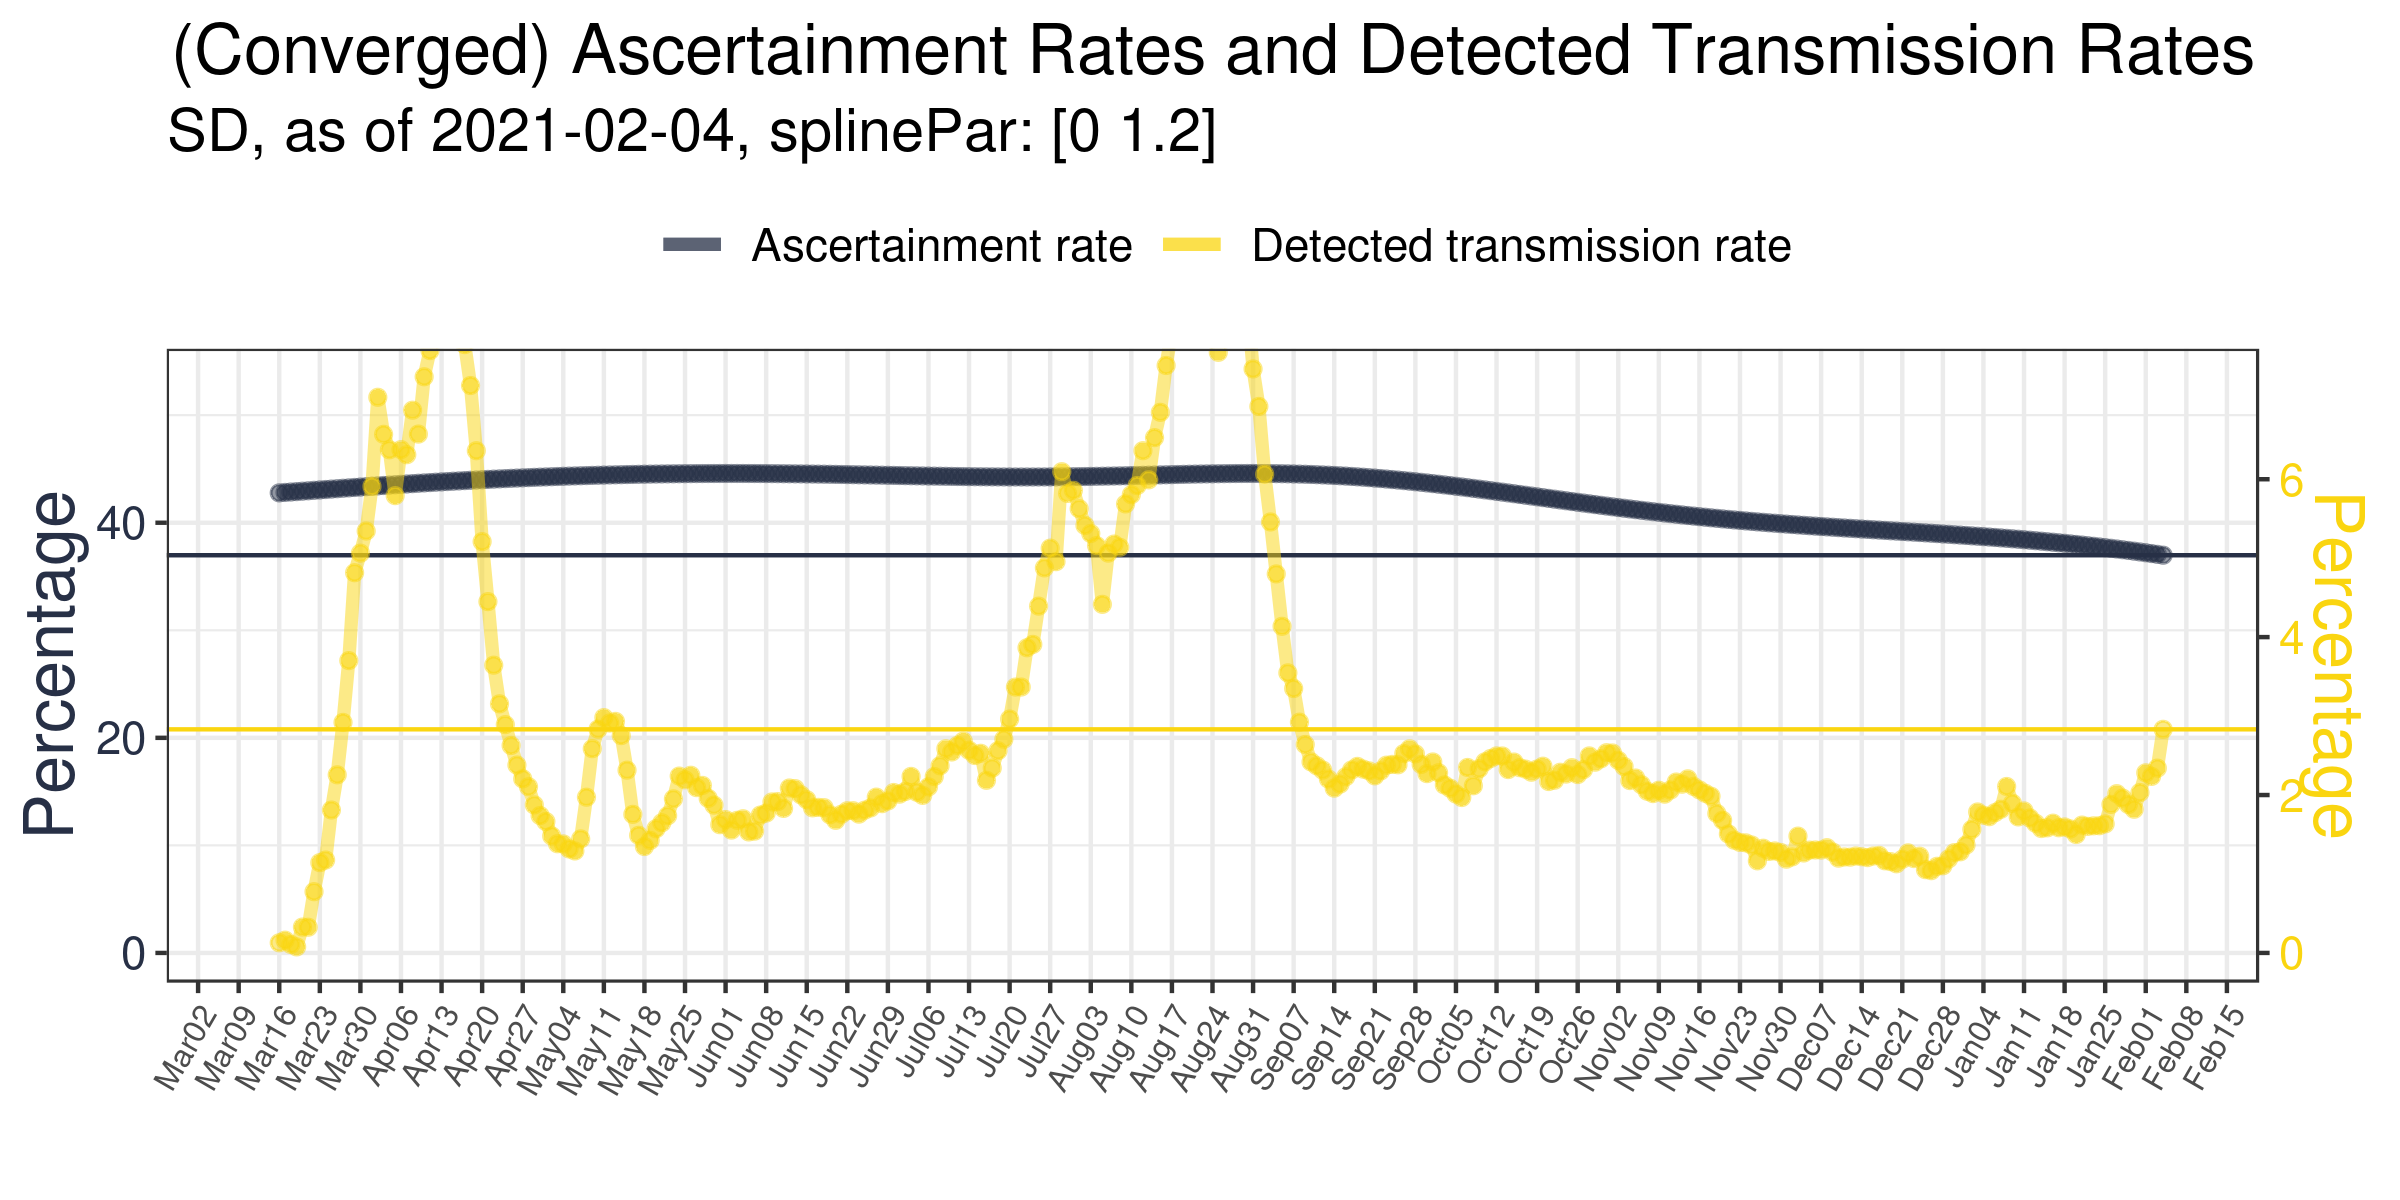 (Converged) Ascertainment Rates and Detected Transmission Rates
SD, as of 2021-02-04, splinePar: [0 1.2]
Ascertainment rate Detected transmission rate
Percentage
40
20
0
6
4
2
0
Percentage
Mar02 Mar09 Mar16 Mar23 Mar30 Apr06 Apr13 Apr20 Apr27 May04 May11 May18 May25 Jun01 Jun08 Jun15 Jun22 Jun29 Jul06 Jul13 Jul20 Jul27 Aug03 Aug10 Aug17 Aug24 Aug31 Sep07 Sep14 Sep21 Sep28 Oct05 Oct12 Oct19 Oct26 Nov02 Nov09 Nov16 Nov23 Nov30 Dec07 Dec14 Dec21 Dec28 Jan04 Jan11 Jan18 Jan25 Feb01 Feb08 Feb15